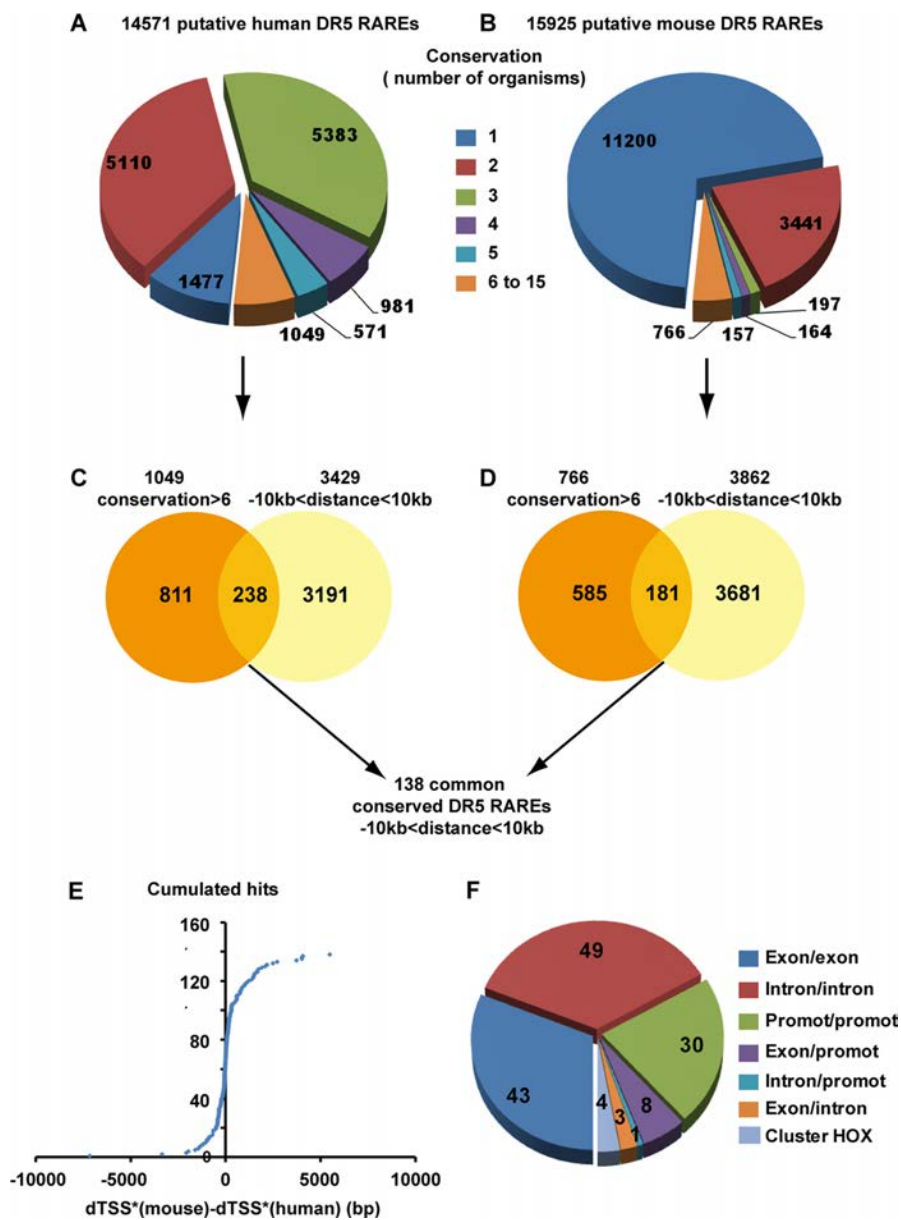 A 14571 putative human DR5 RAREs
B 15925 putative mouse DR5 RAREs
Conservation
( number of organisms)
1
2
3
4
5
6 to 15
5110
5383
1477
1049
571
981
11200
3441
766
157
164
197
C
1049
conservation>6
3429
-10kb<distance<10kb
811
238
3191
D
766
conservation>6
3862
-10kb<distance<10kb
585
181
3681
138 common
conserved DR5 RAREs
-10kb<distance<10kb
E Cumulated hits
160
120
80
40
0
-10000 -5000 0 5000 10000
dTSS*(mouse)-dTSS*(human) (bp)
F
49
30
43
4
3
1
8
Exon/exon
Intron/intron
Promot/promot
Exon/promot
Intron/promot
Exon/intron
Cluster HOX